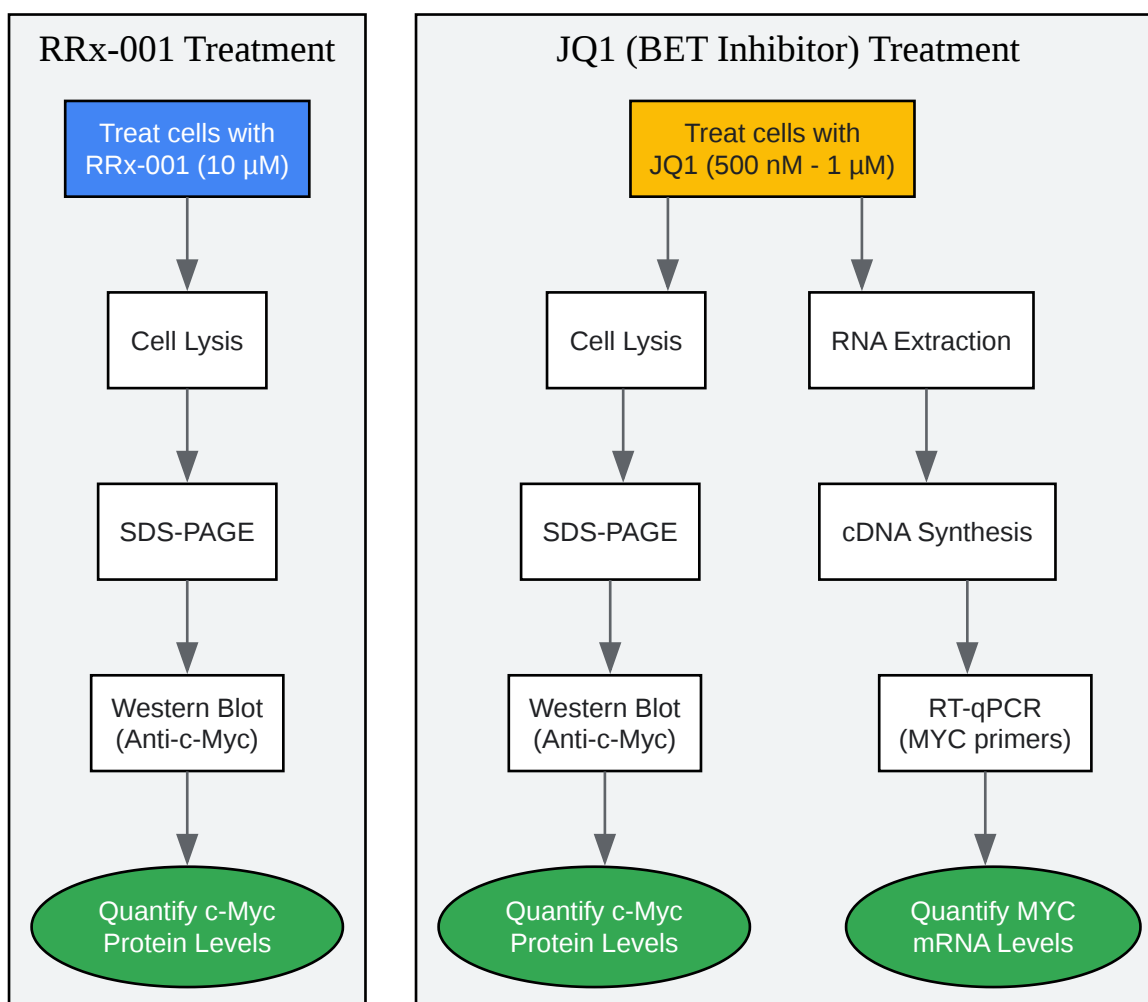 RRx-001 Treatment
Treat cells with
RRx-001 (10 µM)
Cell Lysis
SDS-PAGE
Western Blot
(Anti-c-Myc)
Quantify c-Myc
Protein Levels
JQ1 (BET Inhibitor) Treatment
Treat cells with
JQ1 (500 nM - 1 µM)
Cell Lysis
SDS-PAGE
Western Blot
(Anti-c-Myc)
Quantify c-Myc
Protein Levels
RNA Extraction
cDNA Synthesis
RT-qPCR
(MYC primers)
Quantify MYC
mRNA Levels